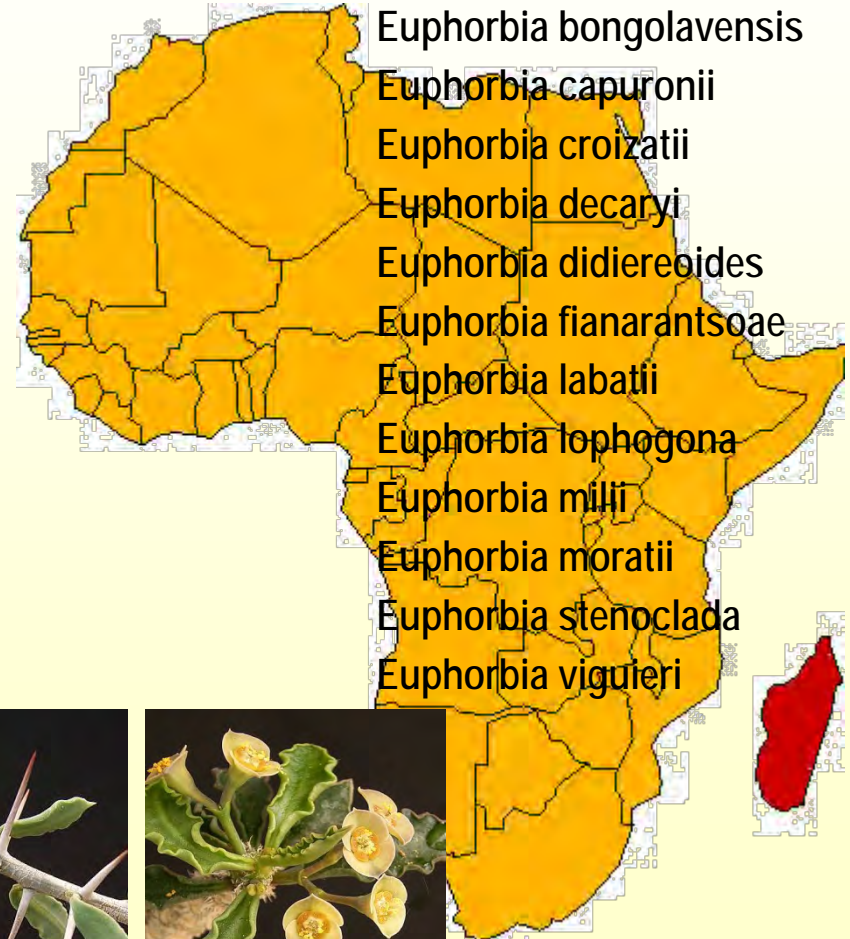 Euphorbia bongolavensis
Euphorbia capuronii
Euphorbia croizatii
Euphorbia decaryi
Euphorbia didiereoides
Euphorbia fianarantsoae
Euphorbia labatii
Euphorbia lophogona
Euphorbia milii
Euphorbia moratii
Euphorbia stenoclada
Euphorbia viguieri